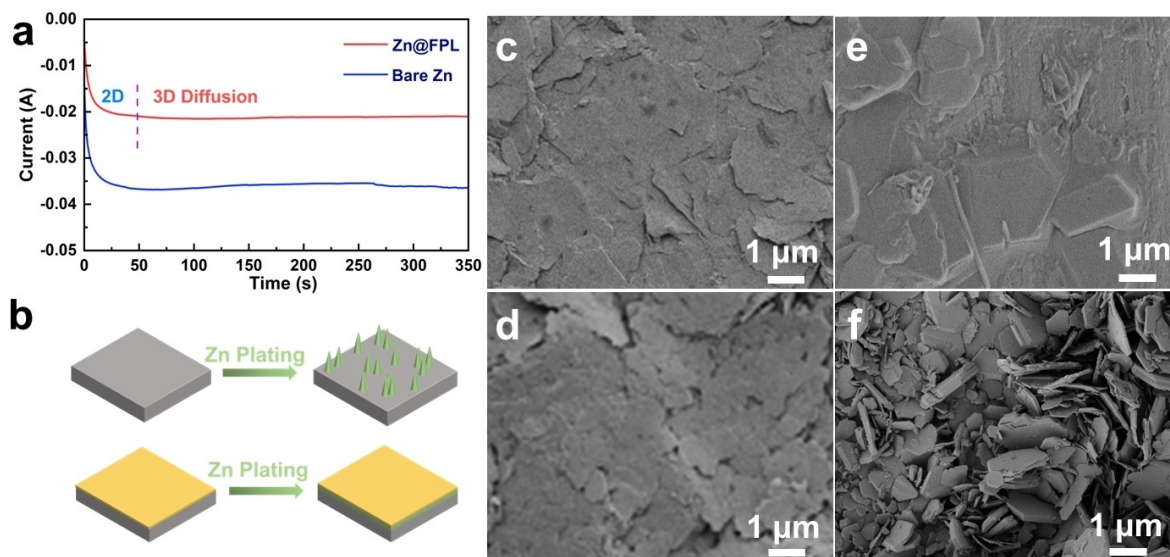 a
0.00
-0.01
-0.02
-0.03
-0.04
-0.05
Current (A)
Zn@FPL
Bare Zn
2D
3D Diffusion
0 50 100 150 200 250 300 350
Time (s)
b
Zn Plating
Zn Plating
c
1 µm
d
1 µm
e
1 µm
f
1 µm